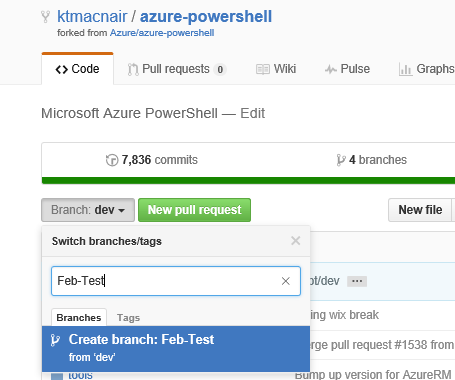 ktmacnair / azure-powershell
forked from Azure/azure-powershell
Code Pull requests 0 Wiki Pulse Graphs
Microsoft Azure PowerShell — Edit
7,836 commits 4 branches
Branch: dev New pull request New file
Switch branches/tags
Feb-Test
pt/dev
Branches Tags
ing wix break
Create branch: Feb-Test
from 'dev'
rge pull request #1538 from
tools Bump version for AzureRM